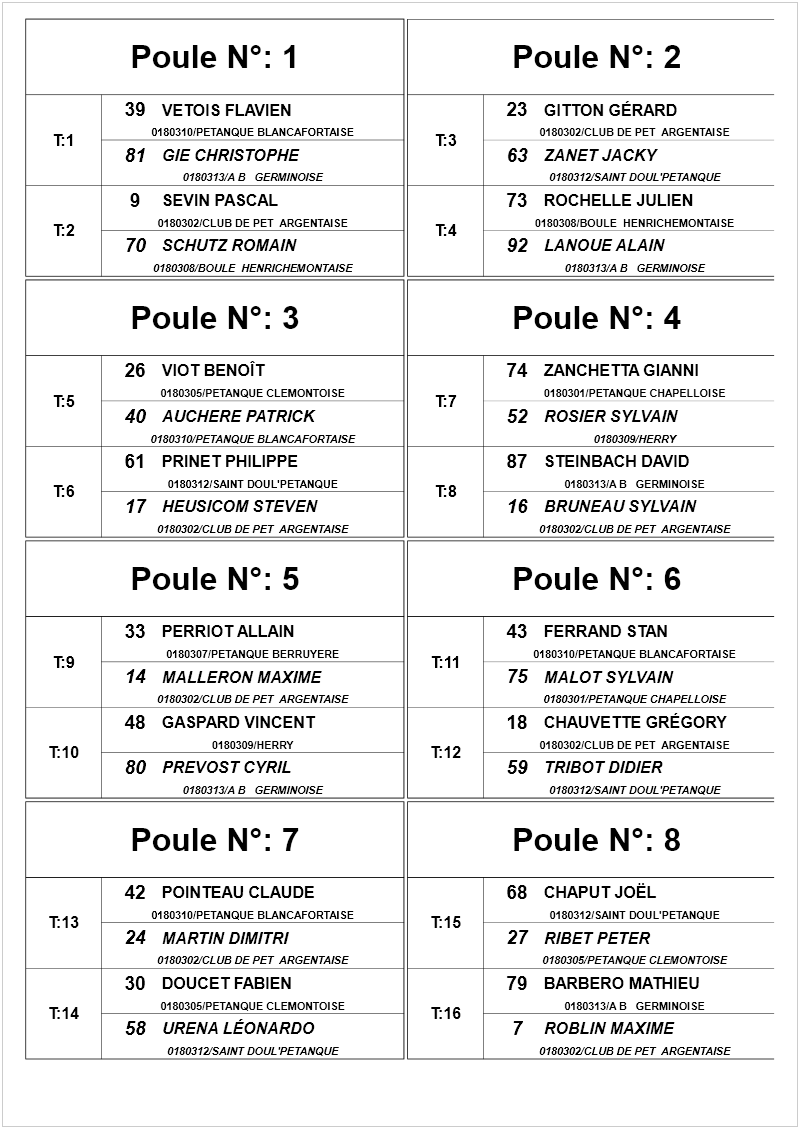 Poule N°: 1
T:1
39 VETOIS FLAVIEN
0180310/PETANQUE BLANCAFORTAISE
81 GIE CHRISTOPHE
0180313/A B   GERMINOISE
T:2
9 SEVIN PASCAL
0180302/CLUB DE PET  ARGENTAISE
70 SCHUTZ ROMAIN
0180308/BOULE  HENRICHEMONTAISE
Poule N°: 2
T:3
23 GITTON GÉRARD
0180302/CLUB DE PET  ARGENTAISE
63 ZANET JACKY
0180312/SAINT DOUL'PETANQUE
T:4
73 ROCHELLE JULIEN
0180308/BOULE  HENRICHEMONTAISE
92 LANOUE ALAIN
0180313/A B   GERMINOISE
Poule N°: 3
T:5
26 VIOT BENOÎT
0180305/PETANQUE CLEMONTOISE
40 AUCHERE PATRICK
0180310/PETANQUE BLANCAFORTAISE
T:6
61 PRINET PHILIPPE
0180312/SAINT DOUL'PETANQUE
17 HEUSICOM STEVEN
0180302/CLUB DE PET  ARGENTAISE
Poule N°: 4
T:7
74 ZANCHETTA GIANNI
0180301/PETANQUE CHAPELLOISE
52 ROSIER SYLVAIN
0180309/HERRY
T:8
87 STEINBACH DAVID
0180313/A B   GERMINOISE
16 BRUNEAU SYLVAIN
0180302/CLUB DE PET  ARGENTAISE
Poule N°: 5
T:9
33 PERRIOT ALLAIN
0180307/PETANQUE BERRUYERE
14 MALLERON MAXIME
0180302/CLUB DE PET  ARGENTAISE
T:10
48 GASPARD VINCENT
0180309/HERRY
80 PREVOST CYRIL
0180313/A B   GERMINOISE
Poule N°: 6
T:11
43 FERRAND STAN
0180310/PETANQUE BLANCAFORTAISE
75 MALOT SYLVAIN
0180301/PETANQUE CHAPELLOISE
T:12
18 CHAUVETTE GRÉGORY
0180302/CLUB DE PET  ARGENTAISE
59 TRIBOT DIDIER
0180312/SAINT DOUL'PETANQUE
Poule N°: 7
T:13
42 POINTEAU CLAUDE
0180310/PETANQUE BLANCAFORTAISE
24 MARTIN DIMITRI
0180302/CLUB DE PET  ARGENTAISE
T:14
30 DOUCET FABIEN
0180305/PETANQUE CLEMONTOISE
58 URENA LÉONARDO
0180312/SAINT DOUL'PETANQUE
Poule N°: 8
T:15
68 CHAPUT JOËL
0180312/SAINT DOUL'PETANQUE
27 RIBET PETER
0180305/PETANQUE CLEMONTOISE
T:16
79 BARBERO MATHIEU
0180313/A B   GERMINOISE
7 ROBLIN MAXIME
0180302/CLUB DE PET  ARGENTAISE